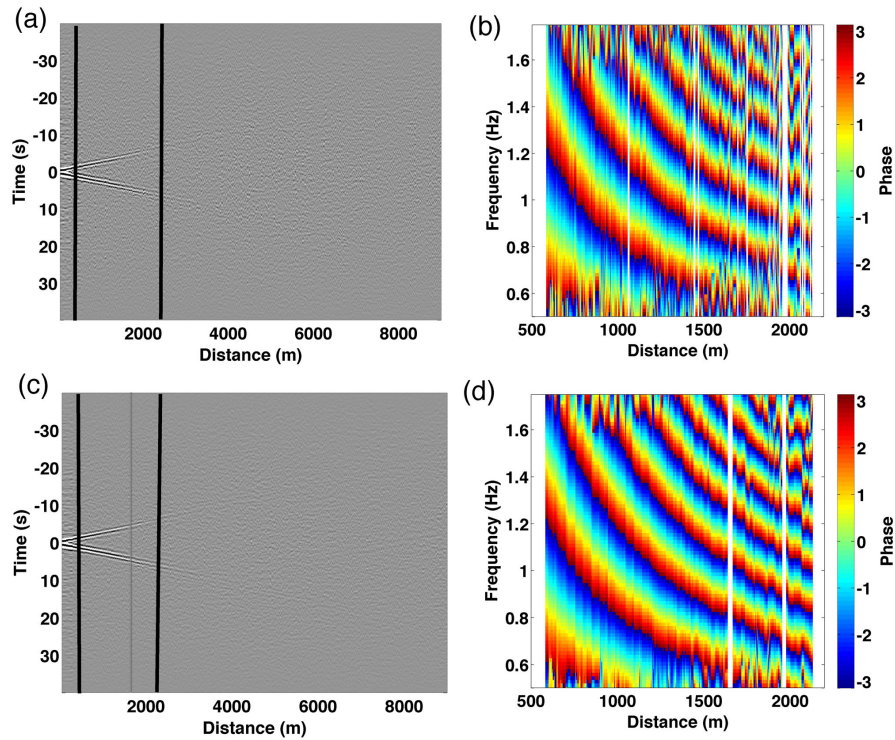 (a)
Time (s)
-30
-20
-10
0
10
20
30
2000 4000 6000 8000
Distance (m)
(b)
Frequency (Hz)
1.6
1.4
1.2
1
0.8
0.6
500 1000 1500 2000
Distance (m)
3
2
1
0
-1
-2
-3
Phase
(c)
Time (s)
-30
-20
-10
0
10
20
30
2000 4000 6000 8000
Distance (m)
(d)
Frequency (Hz)
1.6
1.4
1.2
1
0.8
0.6
500 1000 1500 2000
Distance (m)
3
2
1
0
-1
-2
-3
Phase